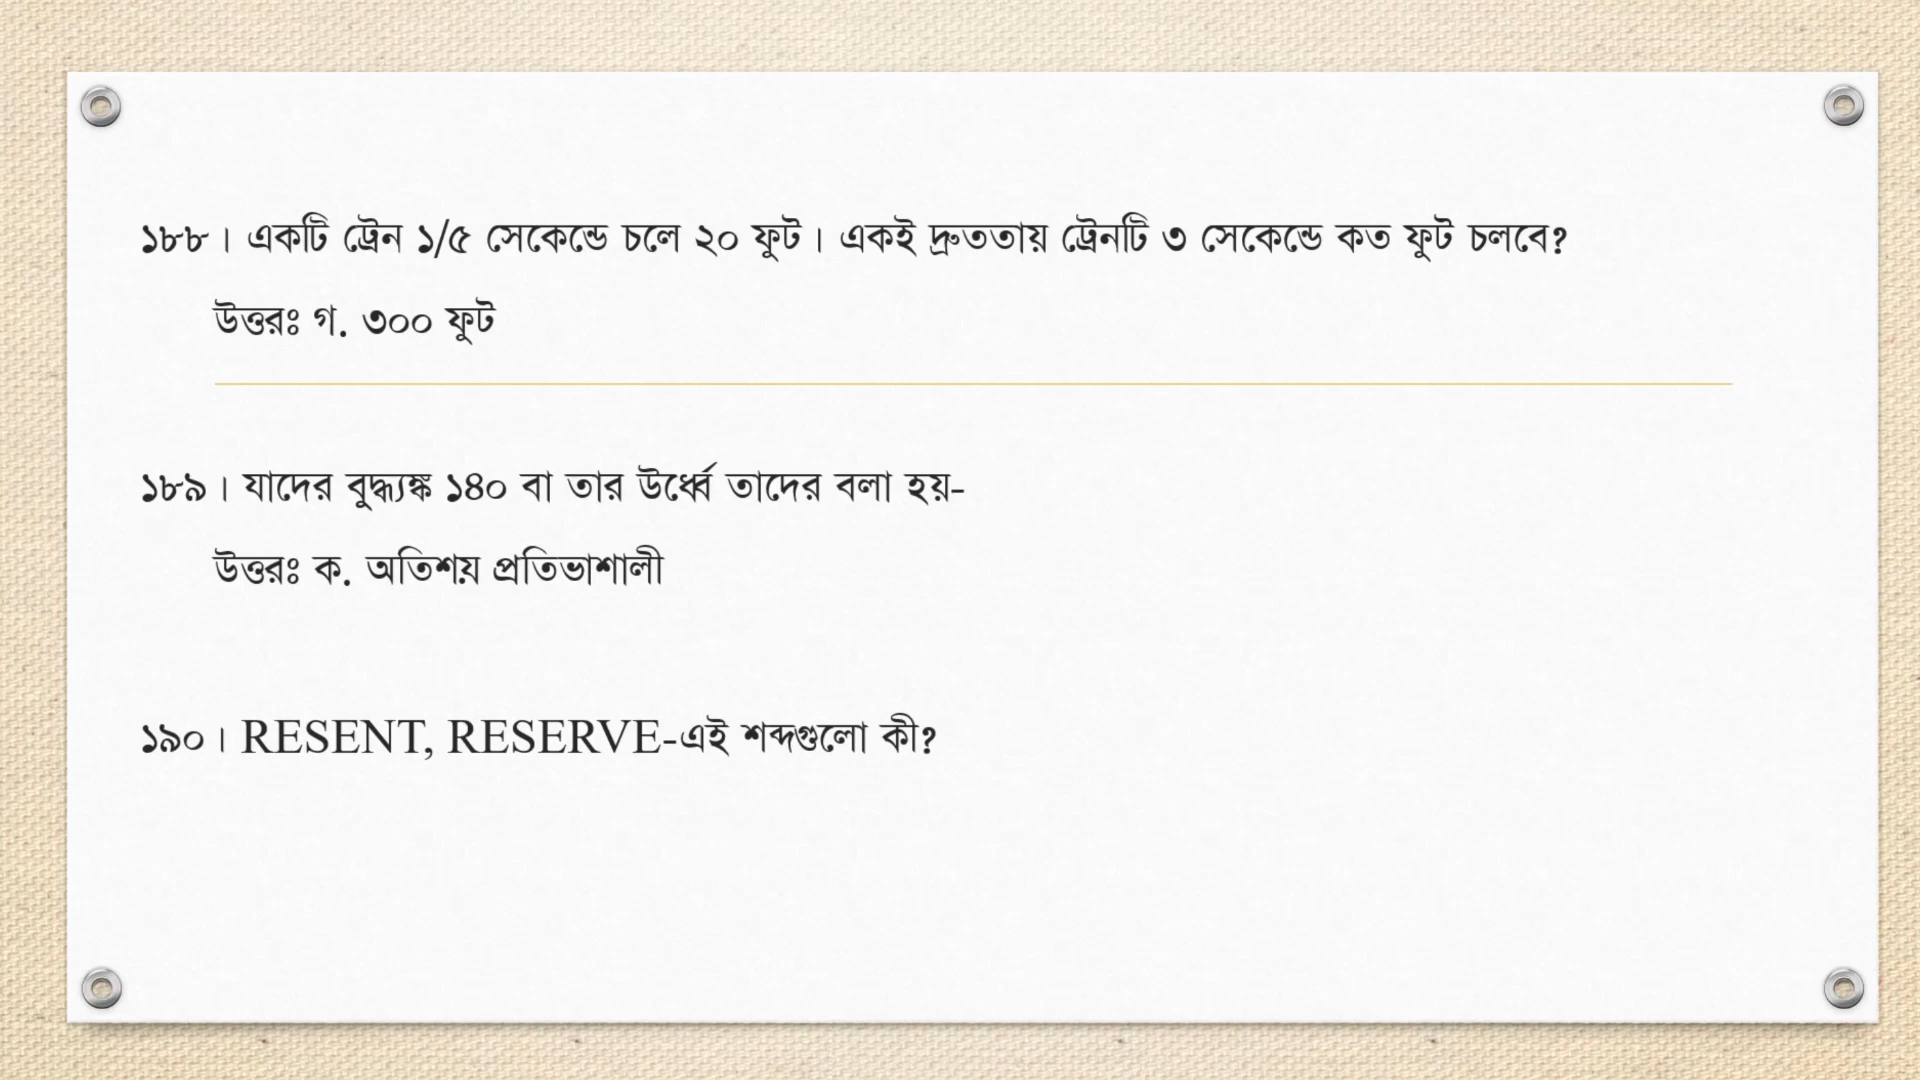 ১৮৮। একটি ট্রেন ১/৫ সেকেন্ডে চলে ২০ ফুট। একই দ্রুততায় ট্রেনটি ৩ সেকেন্ডে কত ফুট চলবে?
উত্তরঃ গ. ৩০০ ফুট
১৮৯। যাদের বুদ্ধ্যঙ্ক ১৪০ বা তার উর্ধ্বে তাদের বলা হয়-
উত্তরঃ ক. অতিশয় প্রতিভাশালী
১৯০। RESENT, RESERVE-এই শব্দগুলো কী?